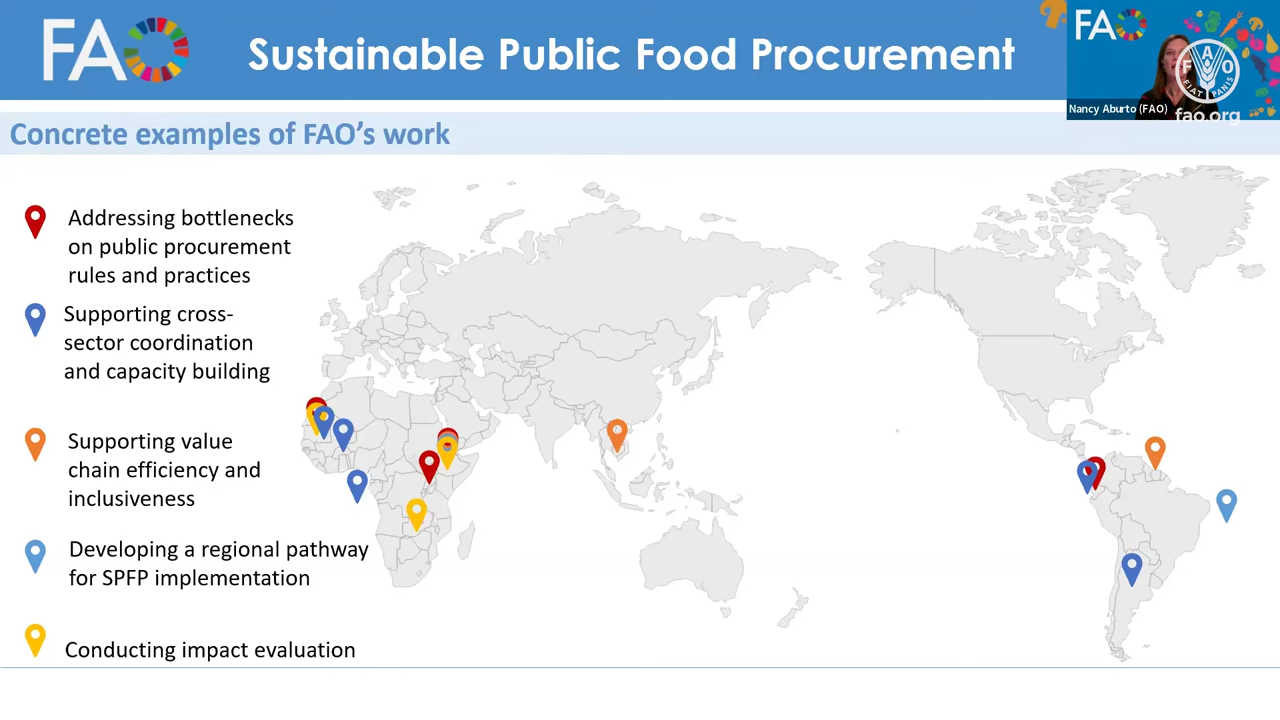 FAO
Sustainable Public Food Procurement
FAO
F A O
FIAT PANIS
Nancy Aburto (FAO)
fao.org
Concrete examples of FAO's work
Addressing bottlenecks
on public procurement
rules and practices
Supporting cross-
sector coordination
and capacity building
Supporting value
chain efficiency and
inclusiveness
Developing a regional pathway
for SPFP implementation
Conducting impact evaluation